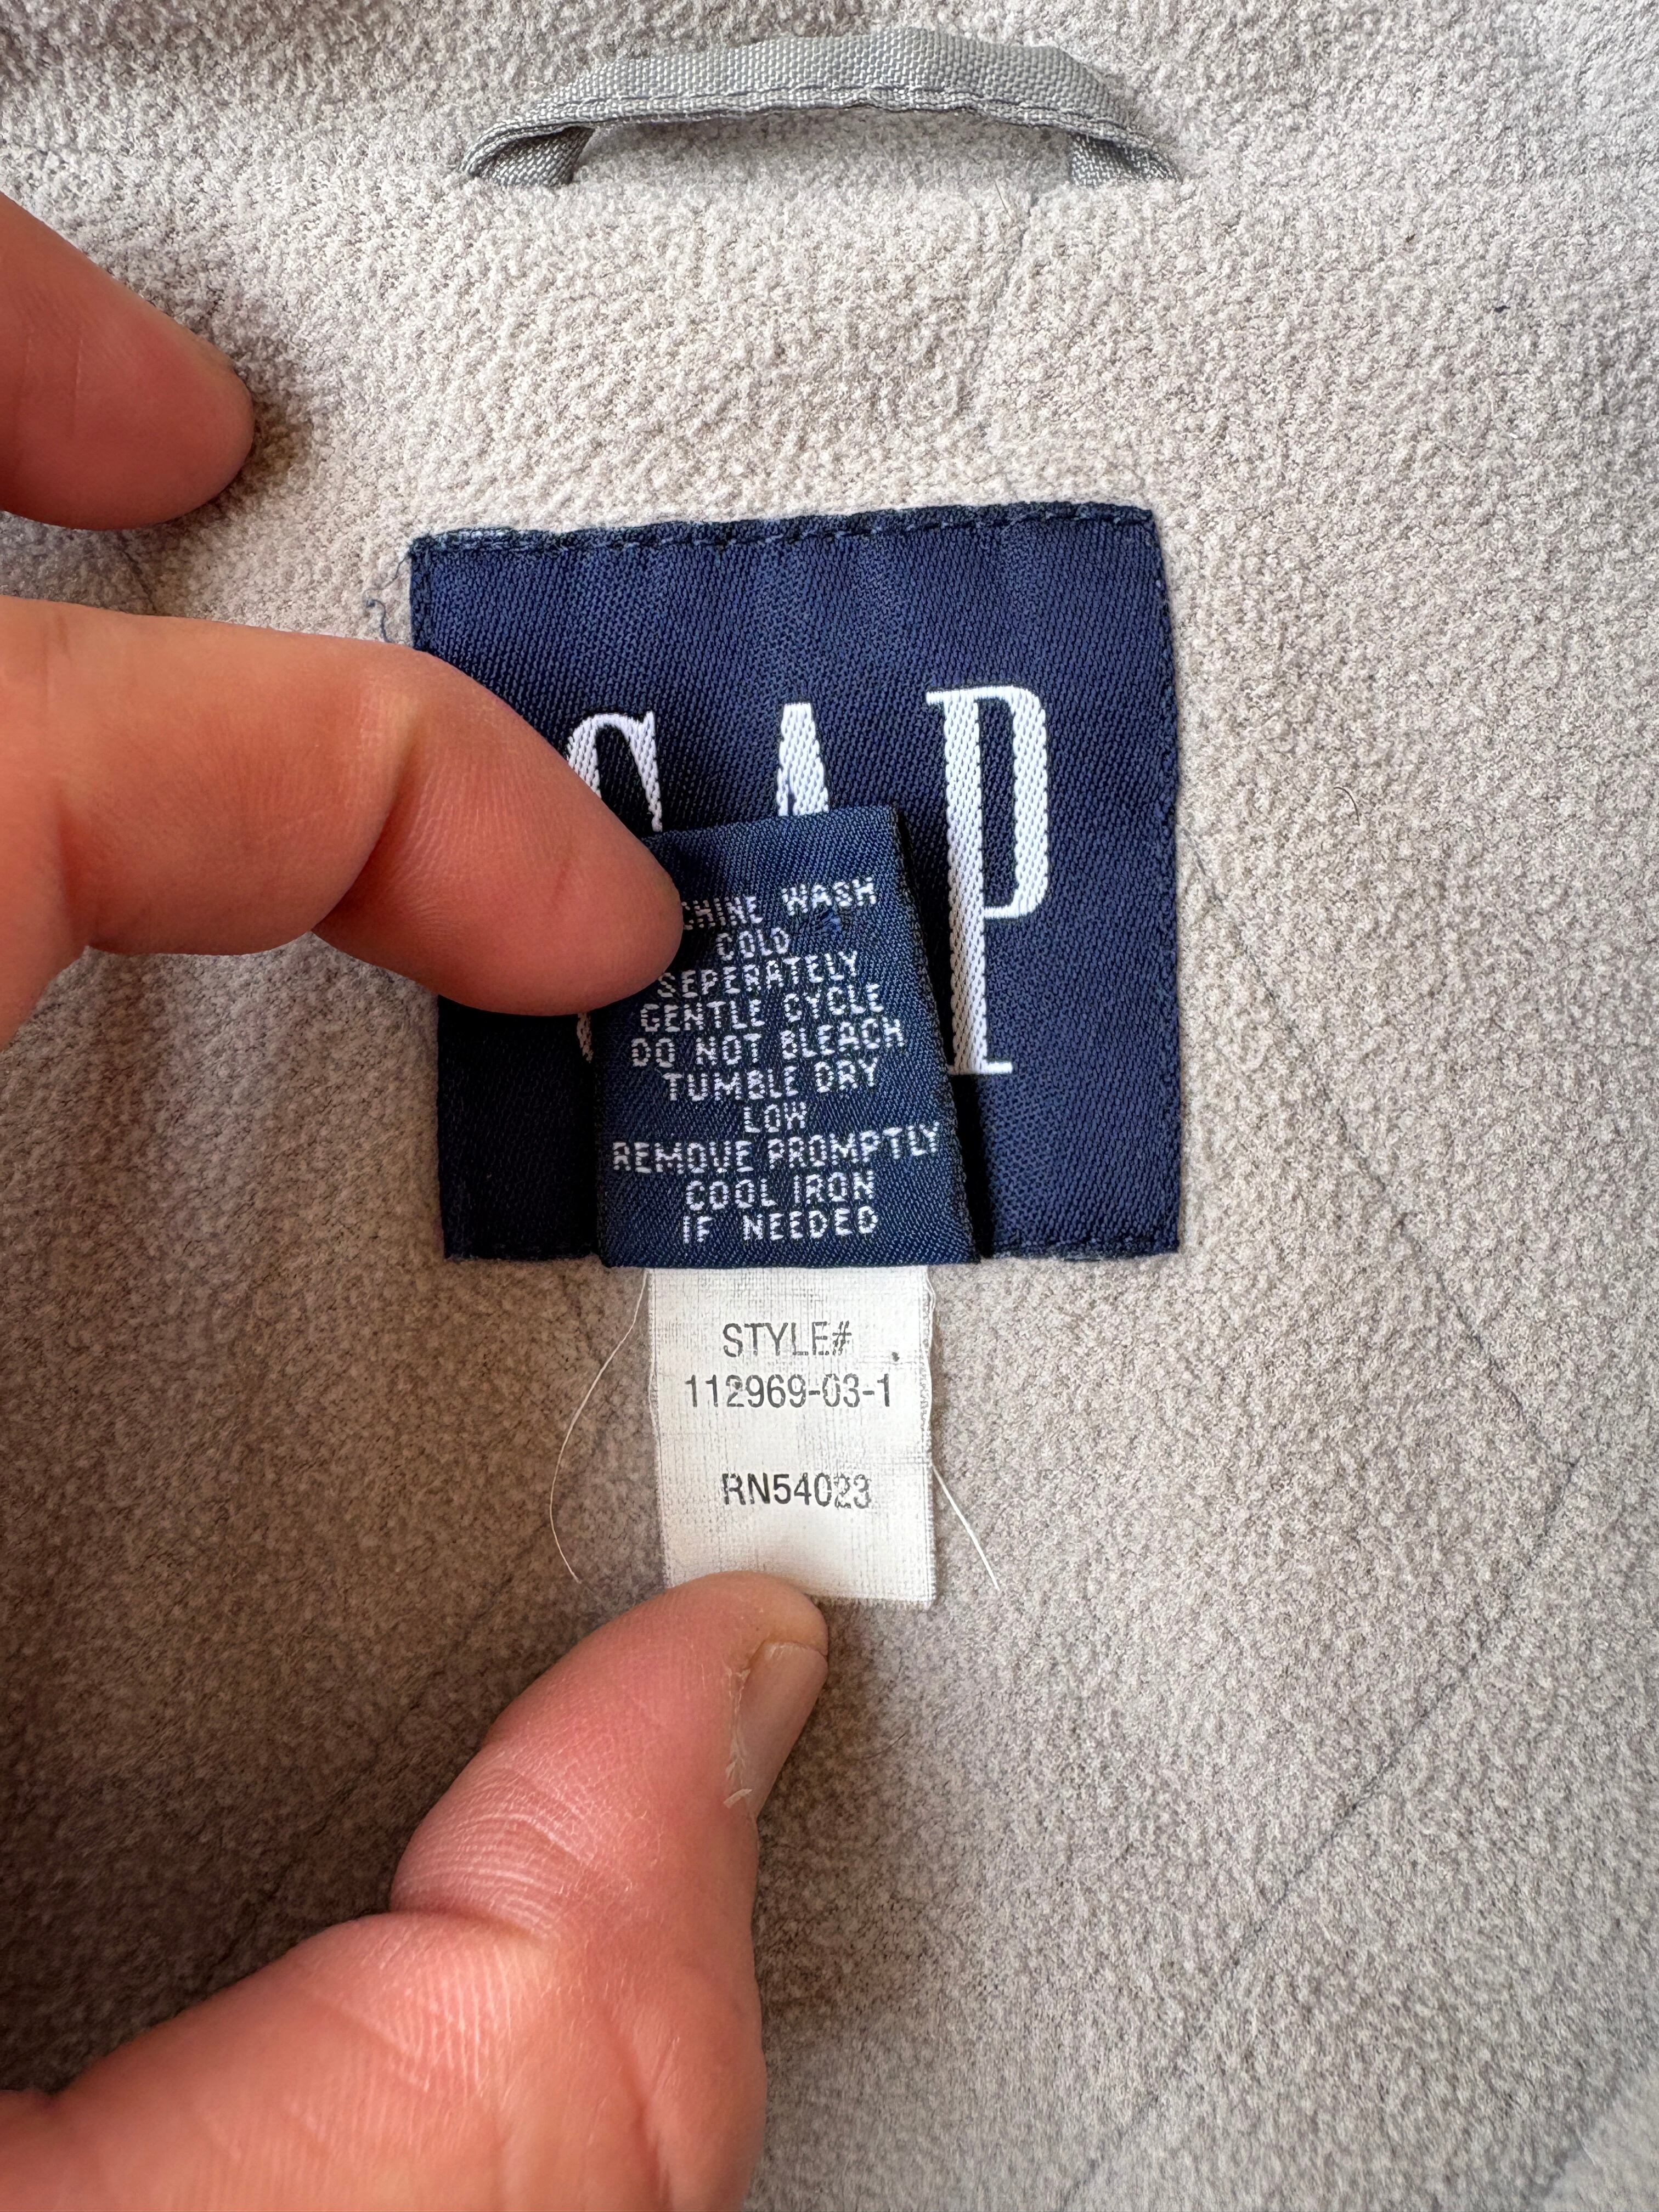 GAP
CHINE WASH
COLD
SEPERATELY
GENTLE CYCLE
DO NOT BLEACH
TUMBLE DRY
LOW
REMOVE PROMPTLY
COOL IRON
IF NEEDED
STYLE#
112969-03-1
RN54023